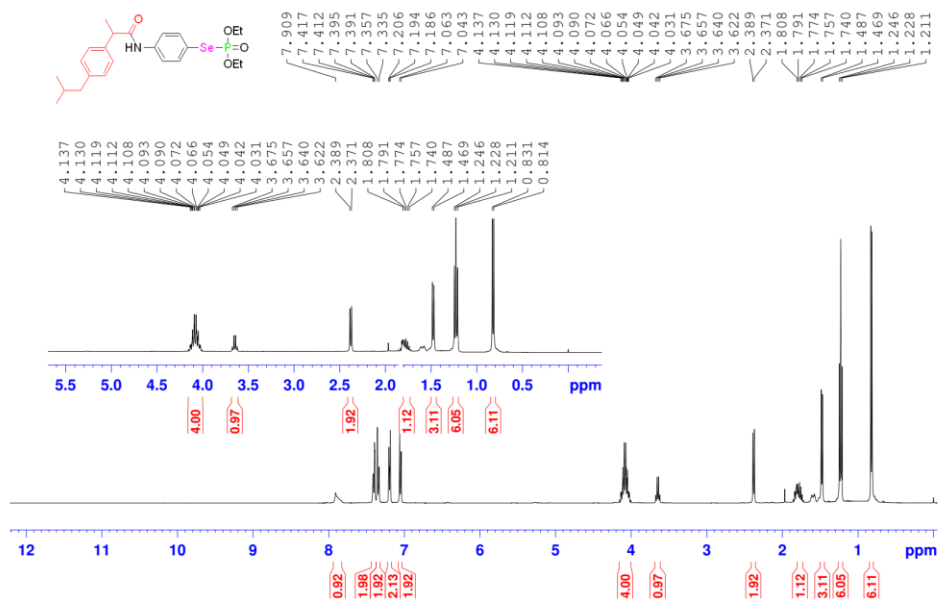 O
OEt
HN
Se
P
O
OEt
7.909 7.417 7.412 7.395 7.391 7.357 7.335 7.206 7.194 7.186 7.063 7.043 4.137 4.130 4.119 4.112 4.108 4.093 4.090 4.072 4.066 4.054 4.049 4.042 4.031 3.675 3.657 3.640 3.622 2.389 2.371 1.808 1.791 1.774 1.757 1.740 1.487 1.469 1.246 1.228 1.211
4.137 4.130 4.119 4.112 4.108 4.093 4.090 4.072 4.066 4.054 4.049 4.042 4.031 3.675 3.657 3.640 3.622 2.389 2.371 1.808 1.791 1.774 1.757 1.740 1.487 1.469 1.246 1.228 1.211 0.831 0.814
5.5 5.0 4.5 4.0 3.5 3.0 2.5 2.0 1.5 1.0 0.5 ppm
4.00 0.97 1.92 1.12 3.11 6.05 6.11
12 11 10 9 8 7 6 5 4 3 2 1 ppm
0.92 1.98 1.92 2.13 1.92 4.00 0.97 1.92 1.12 3.11 6.05 6.11